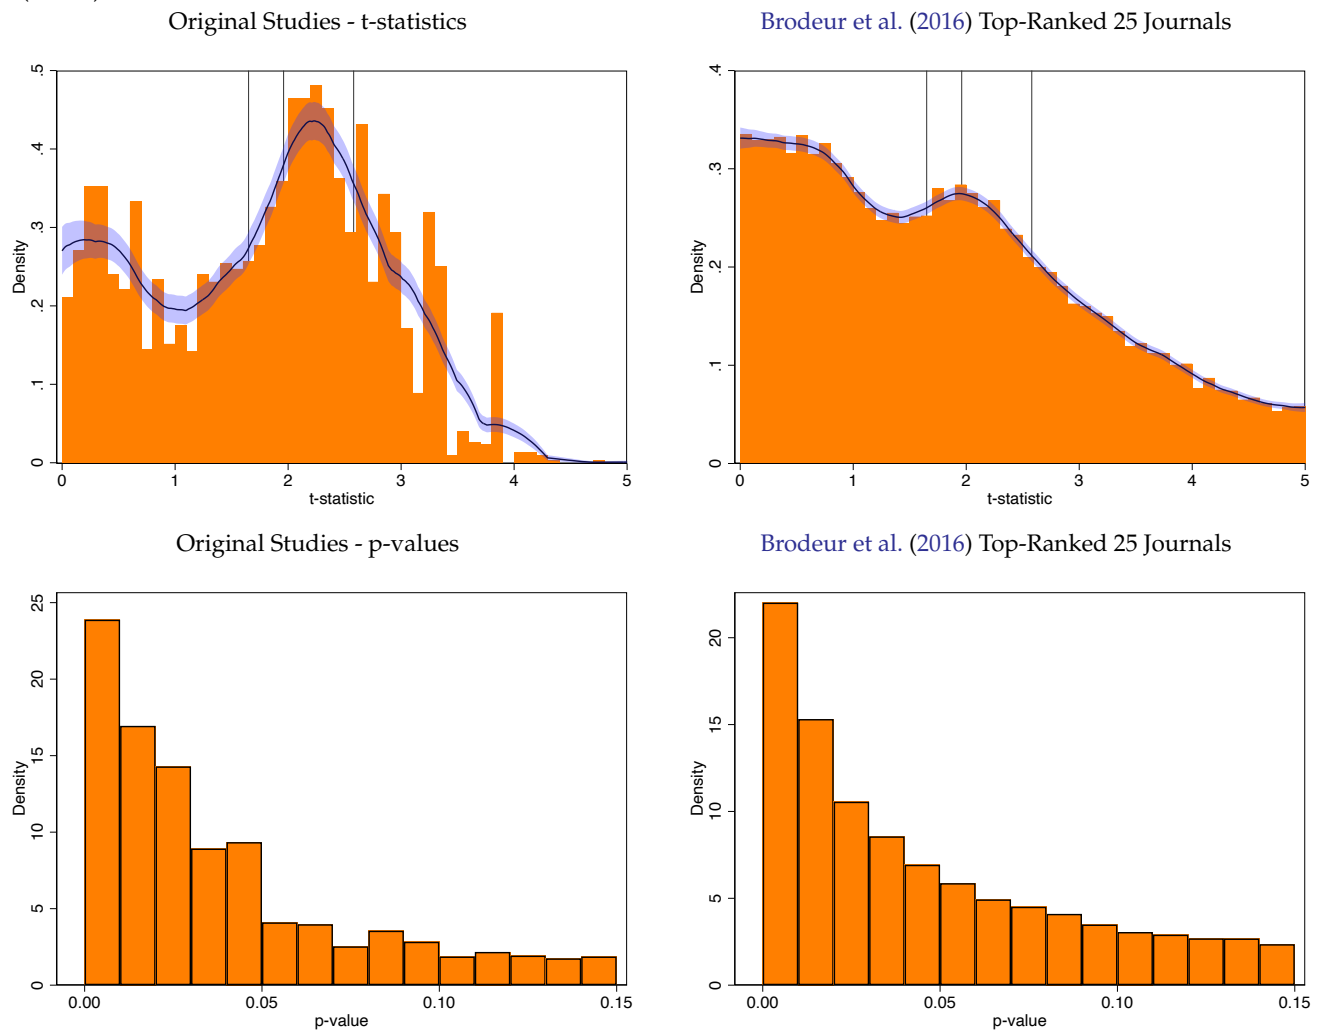 Original Studies - t-statistics
Brodeur et al. (2016) Top-Ranked 25 Journals
Density
0 .1 .2 .3 .4 .5
0 1 2 3 4 5
t-statistic
Density
0 .1 .2 .3 .4
0 1 2 3 4 5
t-statistic
Original Studies - p-values
Brodeur et al. (2016) Top-Ranked 25 Journals
Density
0 5 10 15 20 25
0.00 0.05 0.10 0.15
p-value
Density
0 5 10 15 20
0.00 0.05 0.10 0.15
p-value